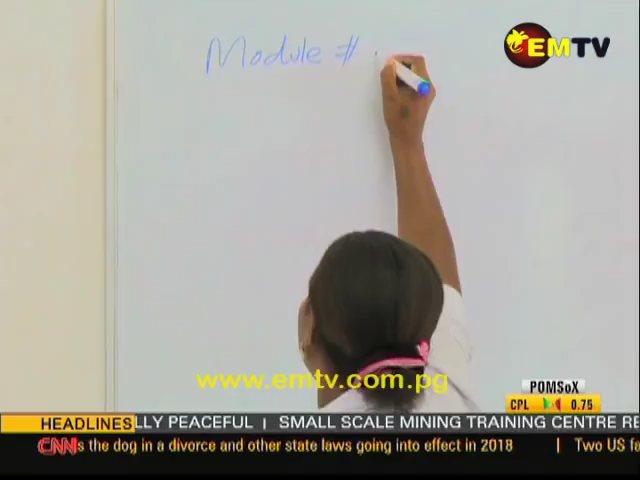 Module #
EMTV
www.emtv.com.pg
POMSoX
CPL 0.75
HEADLINES LLY PEACEFUL | SMALL SCALE MINING TRAINING CENTRE RE
CNN s the dog in a divorce and other state laws going into effect in 2018 | Two US fa